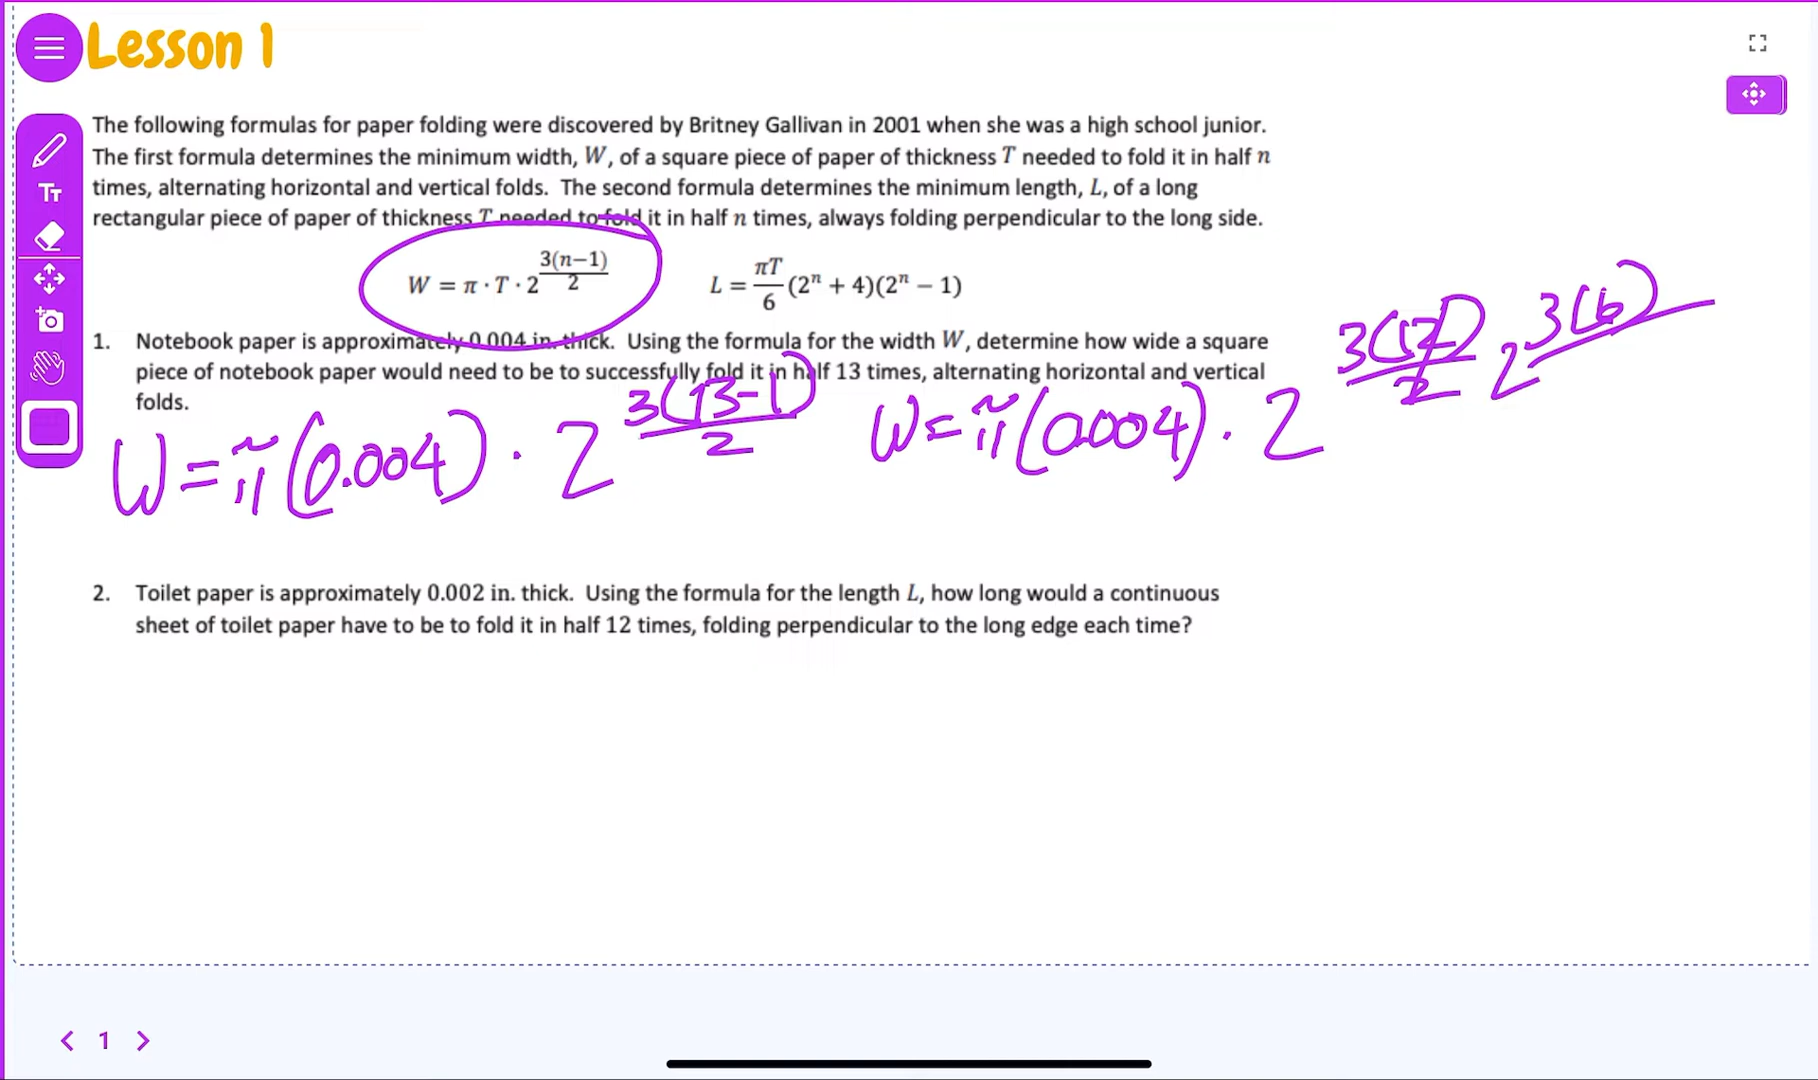 Lesson 1
The following formulas for paper folding were discovered by Britney Gallivan in 2001 when she was a high school junior.
The first formula determines the minimum width, W, of a square piece of paper of thickness T needed to fold it in half n
times, alternating horizontal and vertical folds. The second formula determines the minimum length, L, of a long
rectangular piece of paper of thickness T needed to fold it in half n times, always folding perpendicular to the long side.
W = π · T · 2^(3(n−1)/2)
L = πT/6 (2ⁿ + 4)(2ⁿ − 1)
1. Notebook paper is approximately 0.004 in. thick. Using the formula for the width W, determine how wide a square
piece of notebook paper would need to be to successfully fold it in half 13 times, alternating horizontal and vertical
folds.
W = π(0.004) · 2^(3(13-1)/2)
W = π(0.004) · 2^(3(12)/2)
2^3(6)
2. Toilet paper is approximately 0.002 in. thick. Using the formula for the length L, how long would a continuous
sheet of toilet paper have to be to fold it in half 12 times, folding perpendicular to the long edge each time?
TT
< 1 >